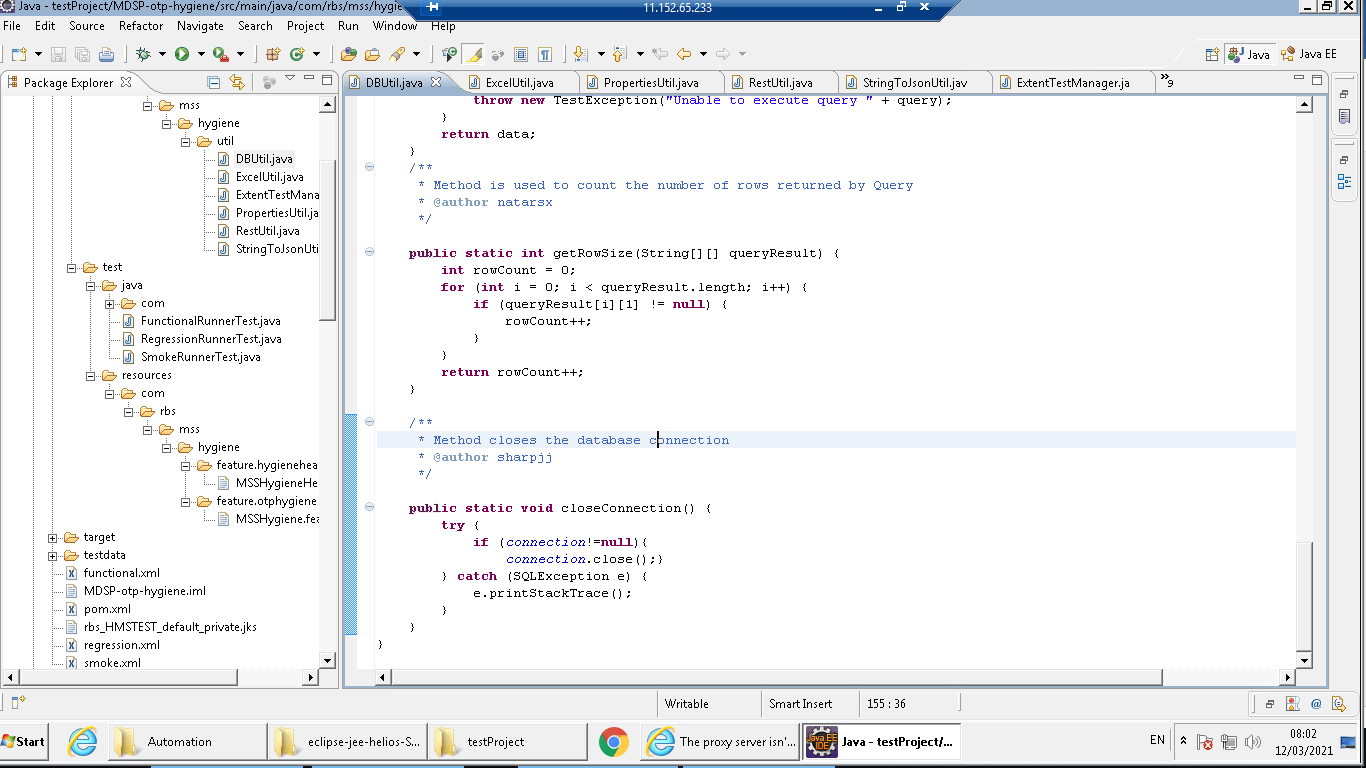 Java - testProject/MDSP-otp-hygiene/src/main/java/com/rbs/mss/hygie
11.152.65.233
File Edit Source Refactor Navigate Search Project Run Window Help
Java
Java EE
Package Explorer
DBUtil.java
ExcelUtil.java
PropertiesUtil.java
RestUtil.java
StringToJsonUtil.jav
ExtentTestManager.ja
»9
mss
hygiene
util
DBUtil.java
ExcelUtil.java
ExtentTestMana
PropertiesUtil.ja
RestUtil.java
StringToJsonUti
test
java
com
FunctionalRunnerTest.java
RegressionRunnerTest.java
SmokeRunnerTest.java
resources
com
rbs
mss
hygiene
feature.hygienehea
MSSHygieneHe
feature.otphygiene
MSSHygiene.fea
target
testdata
functional.xml
MDSP-otp-hygiene.iml
pom.xml
rbs_HMSTEST_default_private.jks
regression.xml
smoke.xml
throw new TestException("Unable to execute query " + query);
}
return data;
}
/**
* Method is used to count the number of rows returned by Query
* @author natarsx
*/
public static int getRowSize(String[][] queryResult) {
int rowCount = 0;
for (int i = 0; i < queryResult.length; i++) {
if (queryResult[i][1] != null) {
rowCount++;
}
}
return rowCount++;
}
/**
* Method closes the database connection
* @author sharpjj
*/
public static void closeConnection() {
try {
if (connection!=null){
connection.close();}
} catch (SQLException e) {
e.printStackTrace();
}
}
}
Writable
Smart Insert
155 : 36
Start
Automation
eclipse-jee-helios-S...
testProject
The proxy server isn'...
Java - testProject/...
EN
08:02
12/03/2021